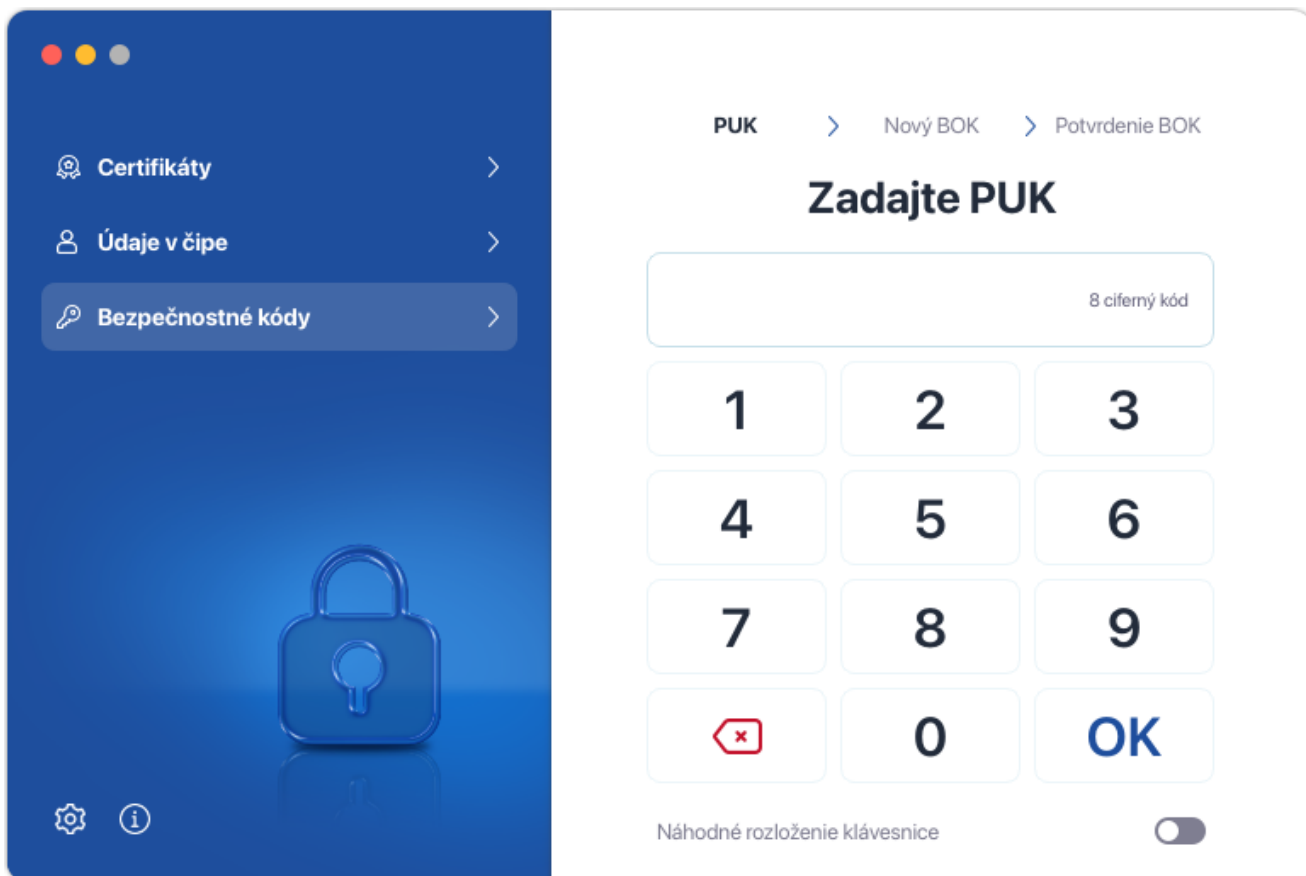 Certifikáty
Údaje v čipe
Bezpečnostné kódy
PUK
Nový BOK
Potvrdenie BOK
Zadajte PUK
8 ciferný kód
1 2 3
4 5 6
7 8 9
0 OK
Náhodné rozloženie klávesnice